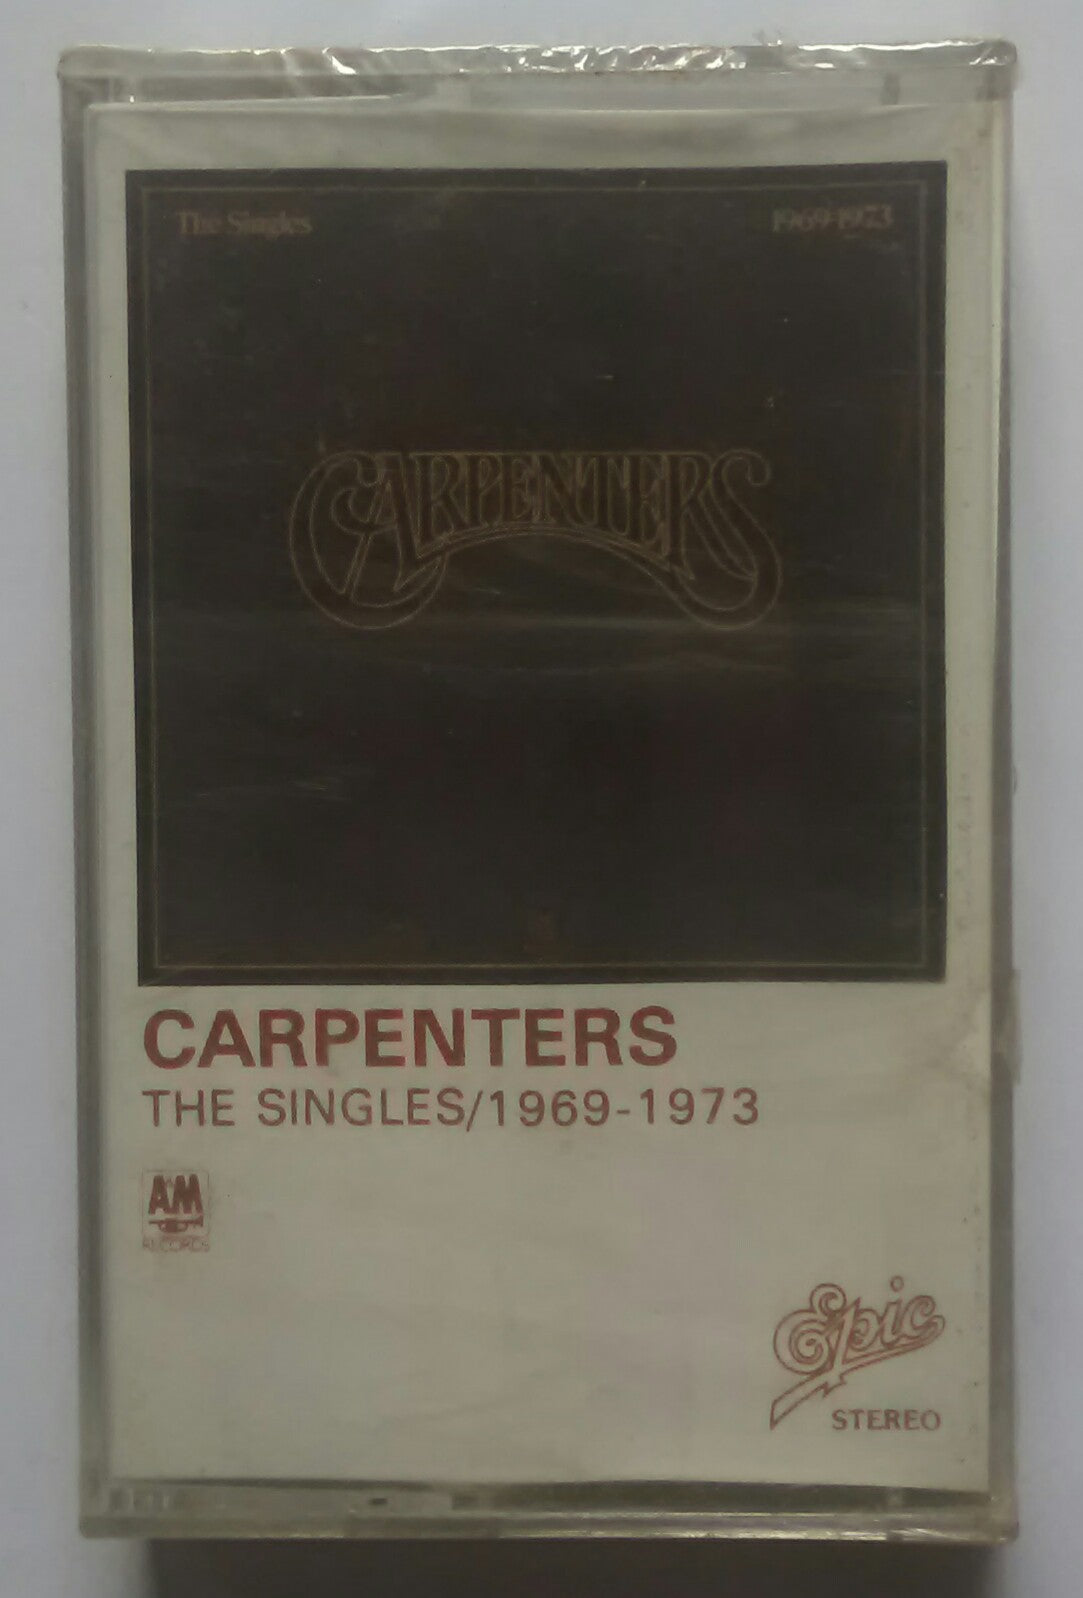 The Singles 1969-1973
CARPENTERS
CARPENTERS
THE SINGLES/1969-1973
A&M
RECORDS
Epic
STEREO